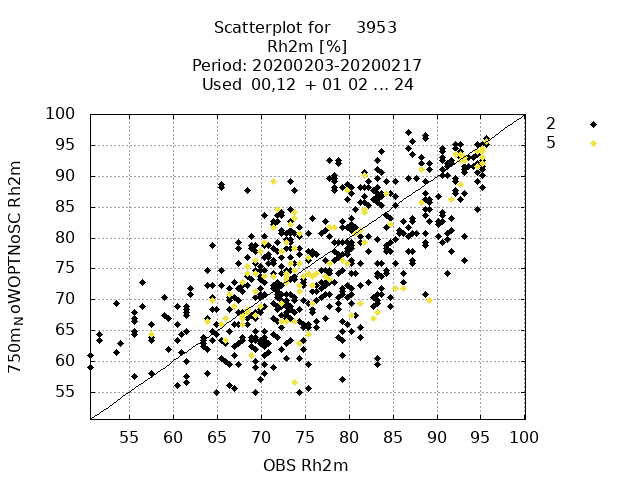 Scatterplot for 3953
Rh2m [%]
Period: 20200203-20200217
Used 00,12 + 01 02 ... 24
2
5
100
95
90
85
80
75
70
65
60
55
750mNoWOPTNoSC Rh2m
55 60 65 70 75 80 85 90 95 100
OBS Rh2m